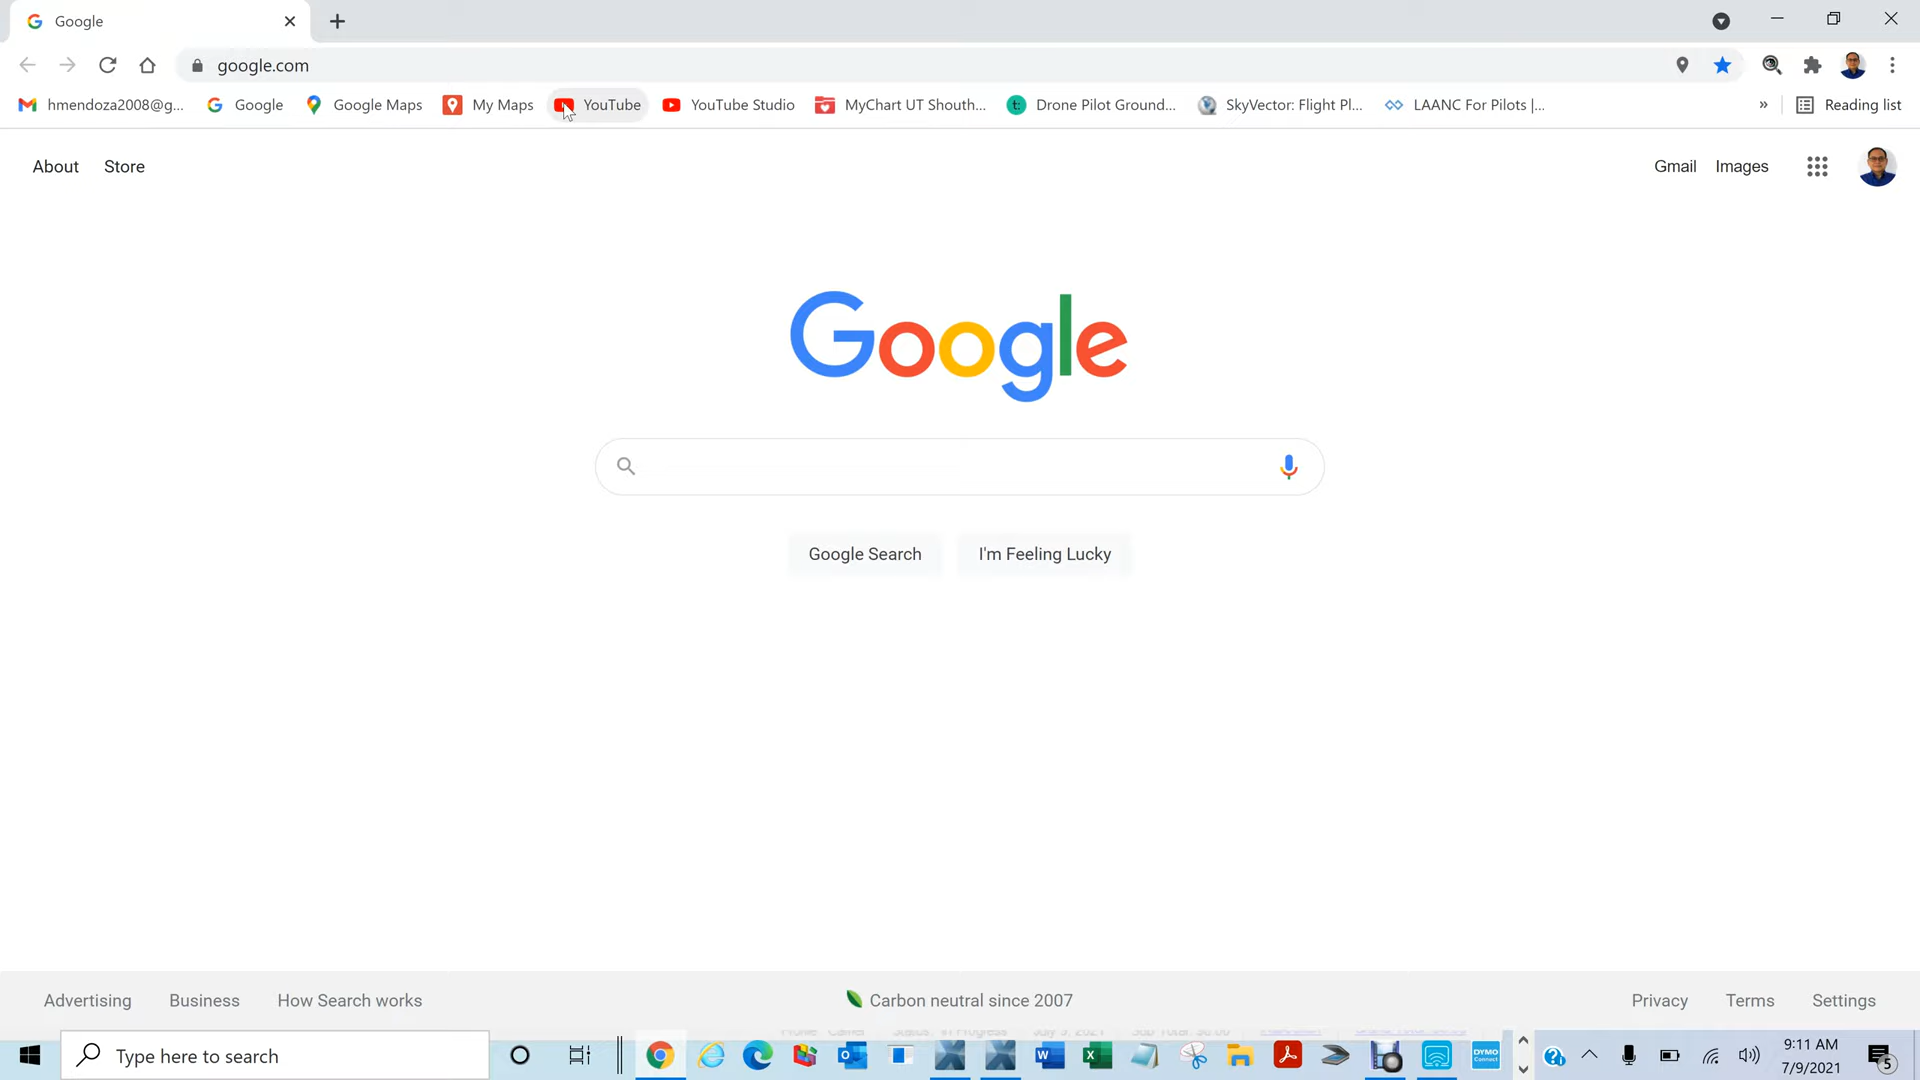 Google
google.com
hmendoza2008@g... Google Google Maps My Maps YouTube YouTube Studio MyChart UT Shouth... Drone Pilot Ground... SkyVector: Flight Pl... LAANC For Pilots |... » Reading list
About Store Gmail Images
Google
Google Search I'm Feeling Lucky
Advertising Business How Search works Carbon neutral since 2007 Privacy Terms Settings
Type here to search
DYMO
Connect
9:11 AM
7/9/2021
5